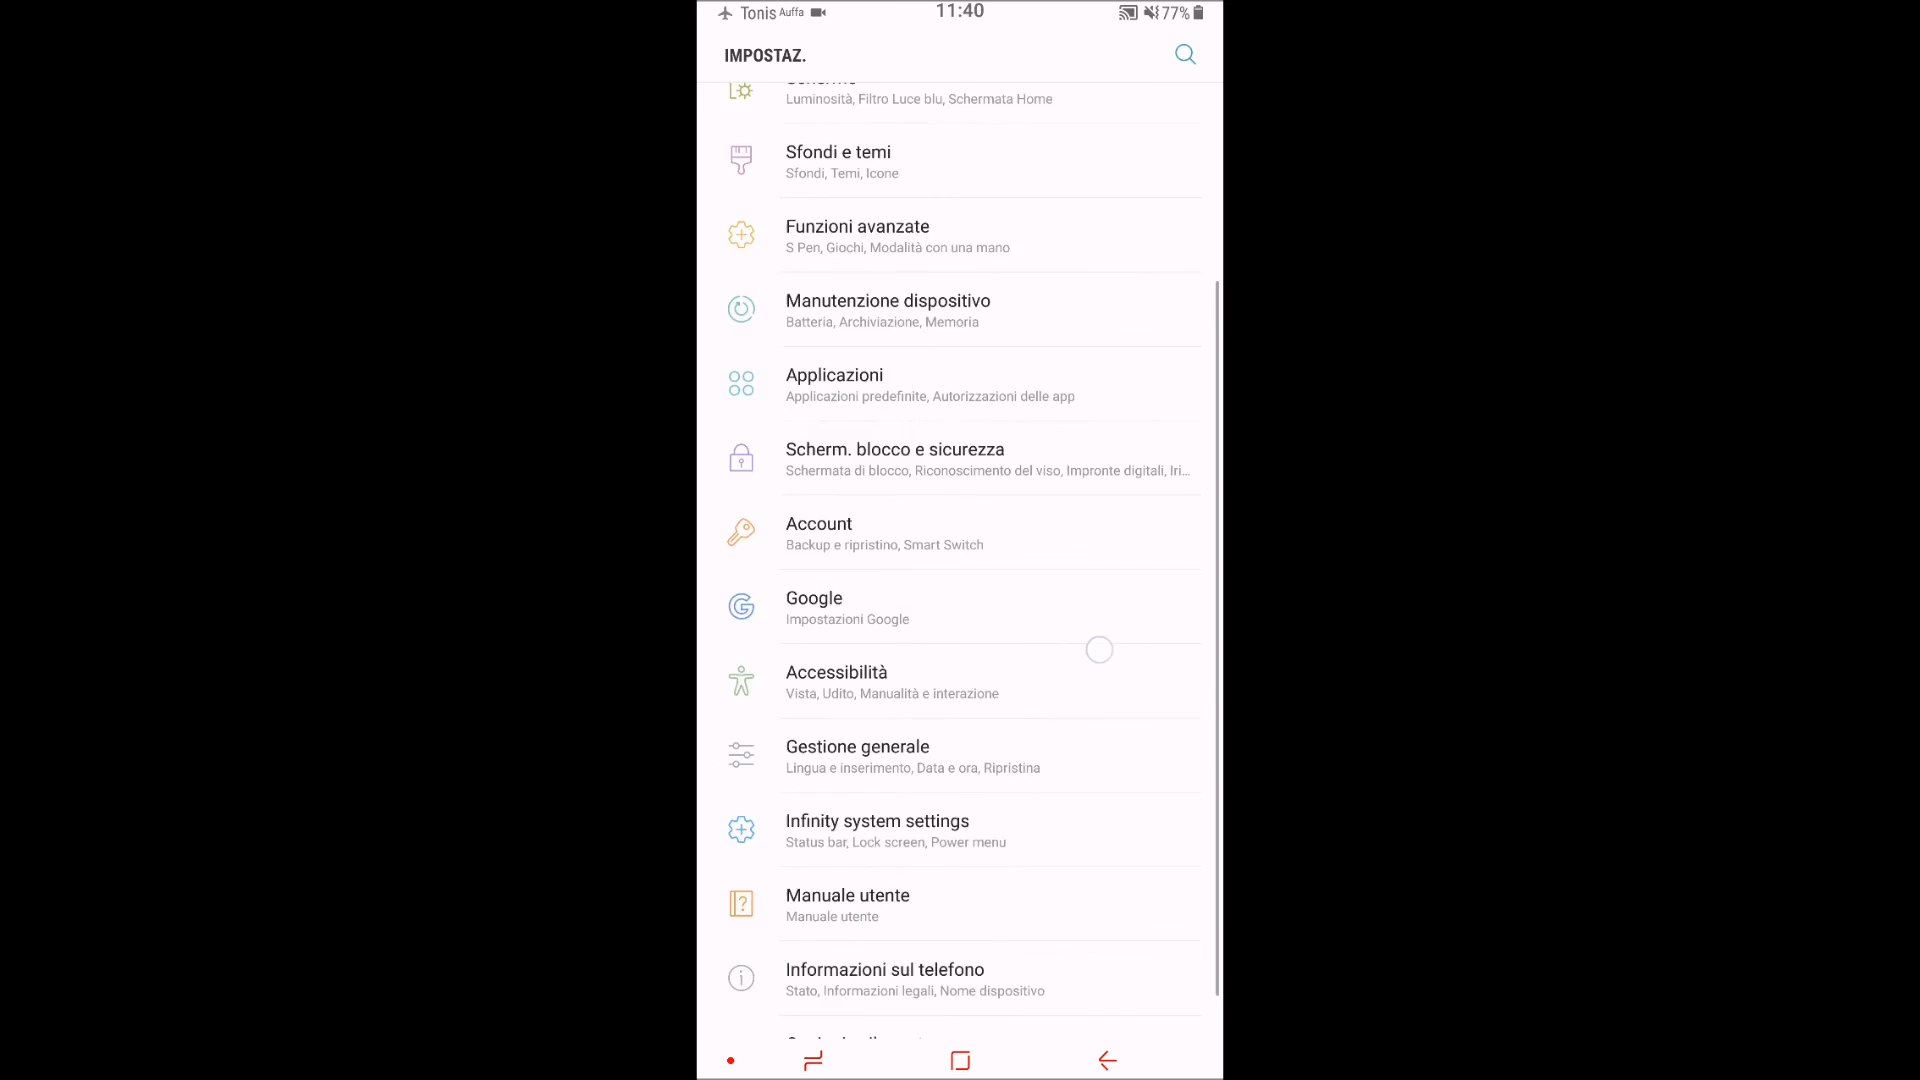 Tonis Auffa 11:40 77%
IMPOSTAZ.
Luminosità, Filtro Luce blu, Schermata Home
Sfondi e temi
Sfondi, Temi, Icone
Funzioni avanzate
S Pen, Giochi, Modalità con una mano
Manutenzione dispositivo
Batteria, Archiviazione, Memoria
Applicazioni
Applicazioni predefinite, Autorizzazioni delle app
Scherm. blocco e sicurezza
Schermata di blocco, Riconoscimento del viso, Impronte digitali, Iri...
Account
Backup e ripristino, Smart Switch
Google
Impostazioni Google
Accessibilità
Vista, Udito, Manualità e interazione
Gestione generale
Lingua e inserimento, Data e ora, Ripristina
Infinity system settings
Status bar, Lock screen, Power menu
Manuale utente
Manuale utente
Informazioni sul telefono
Stato, Informazioni legali, Nome dispositivo